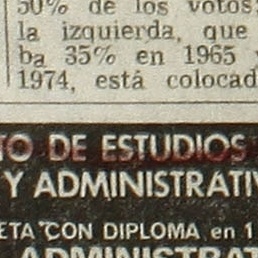 50% de los votos;
la izquierda, que
ba 35% en 1965 y
1974, está colocad
TO DE ESTUDIOS
Y ADMINISTRATIV
ETA "CON DIPLOMA en 1
ADMINISTRAT